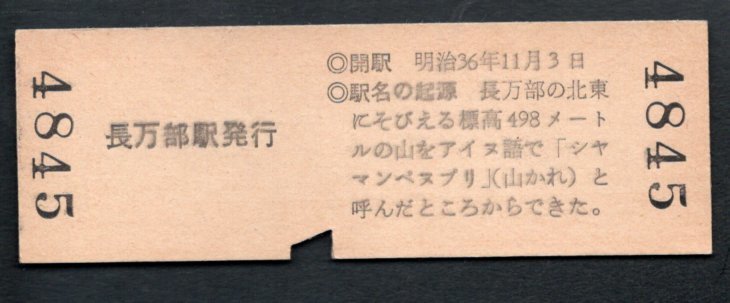 4845
長万部駅発行
◎開駅 明治36年11月3日
◎駅名の起源 長万部の北東
にそびえる標高498メート
ルの山をアイヌ語で「シャ
マンペヌプリ」(山かれ)と
呼んだところからできた。
4845